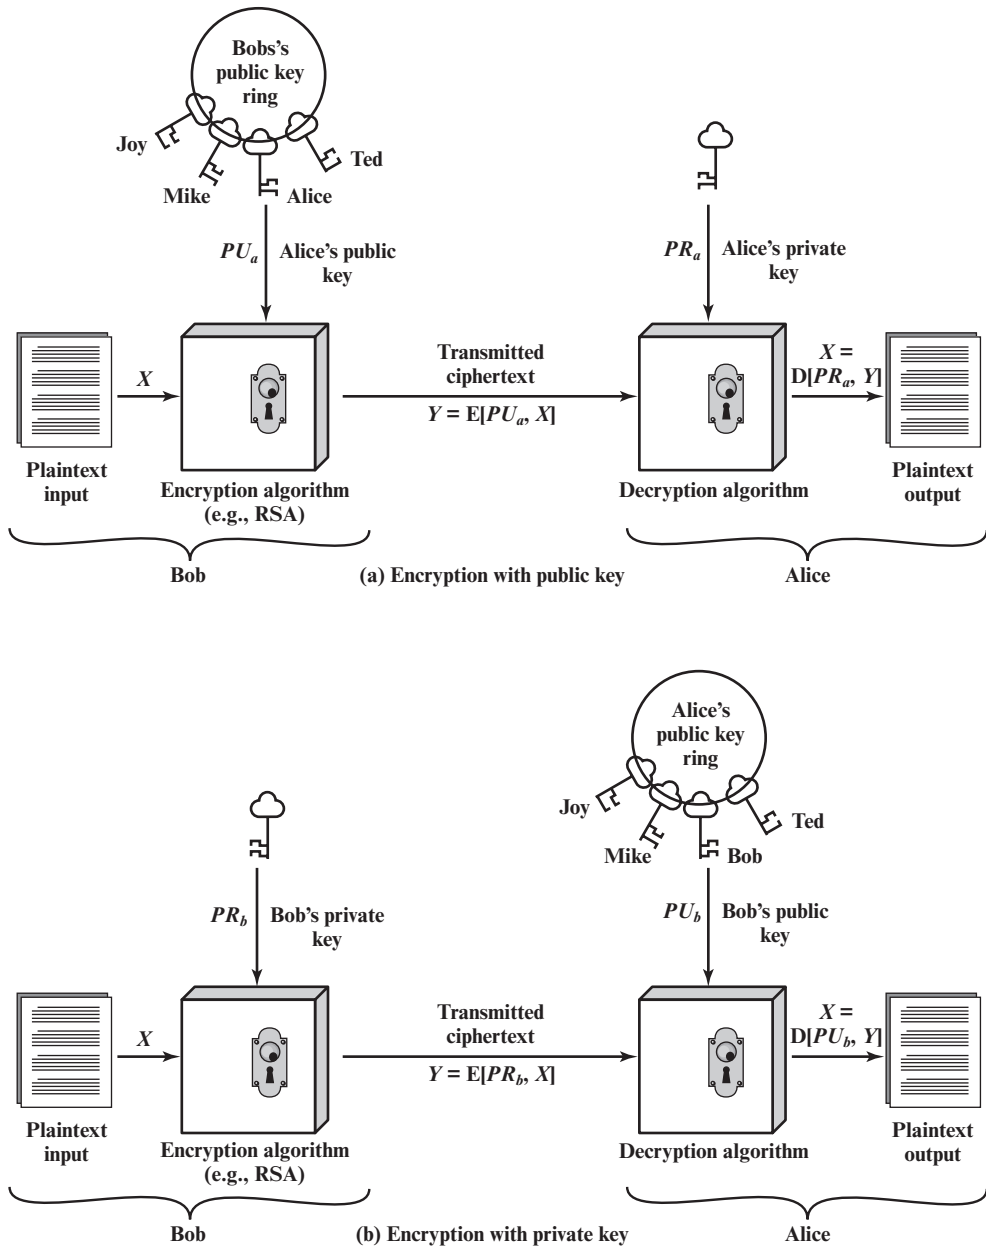 Bobs's
public key
ring
Joy
Ted
Mike
Alice
PUa
Alice's public
key
PRa
Alice's private
key
X
Transmitted
ciphertext
Y = E[PUa, X]
X =
D[PRa, Y]
Plaintext
input
Encryption algorithm
(e.g., RSA)
Decryption algorithm
Plaintext
output
Bob
(a) Encryption with public key
Alice
Alice's
public key
ring
Joy
Ted
Mike
Bob
PRb
Bob's private
key
PUb
Bob's public
key
X
Transmitted
ciphertext
Y = E[PRb, X]
X =
D[PUb, Y]
Plaintext
input
Encryption algorithm
(e.g., RSA)
Decryption algorithm
Plaintext
output
Bob
(b) Encryption with private key
Alice